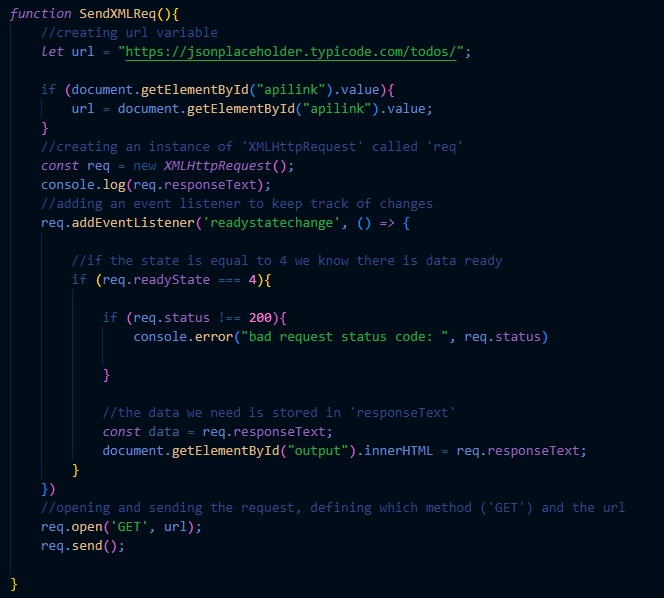 function SendXMLReq(){
//creating url variable
let url = "https://jsonplaceholder.typicode.com/todos/";
if (document.getElementById("apilink").value){
url = document.getElementById("apilink").value;
}
//creating an instance of 'XMLHttpRequest' called 'req'
const req = new XMLHttpRequest();
console.log(req.responseText);
//adding an event listener to keep track of changes
req.addEventListener('readystatechange', () => {
//if the state is equal to 4 we know there is data ready
if (req.readyState === 4){
if (req.status !== 200){
console.error("bad request status code: ", req.status)
}
//the data we need is stored in 'responseText'
const data = req.responseText;
document.getElementById("output").innerHTML = req.responseText;
}
})
//opening and sending the request, defining which method ('GET') and the url
req.open('GET', url);
req.send();
}